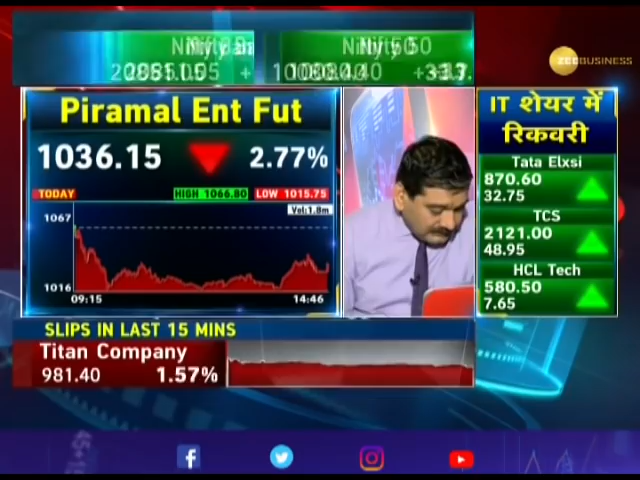 ZEEBUSINESS
Piramal Ent Fut
1036.15 2.77%
TODAY HIGH 1066.80 LOW 1015.75
Vol:1.8m
1067
1016
09:15 14:46
IT शेयर में
रिकवरी
Tata Elxsi
870.60
32.75
TCS
2121.00
48.95
HCL Tech
580.50
7.65
SLIPS IN LAST 15 MINS
Titan Company
981.40 1.57%